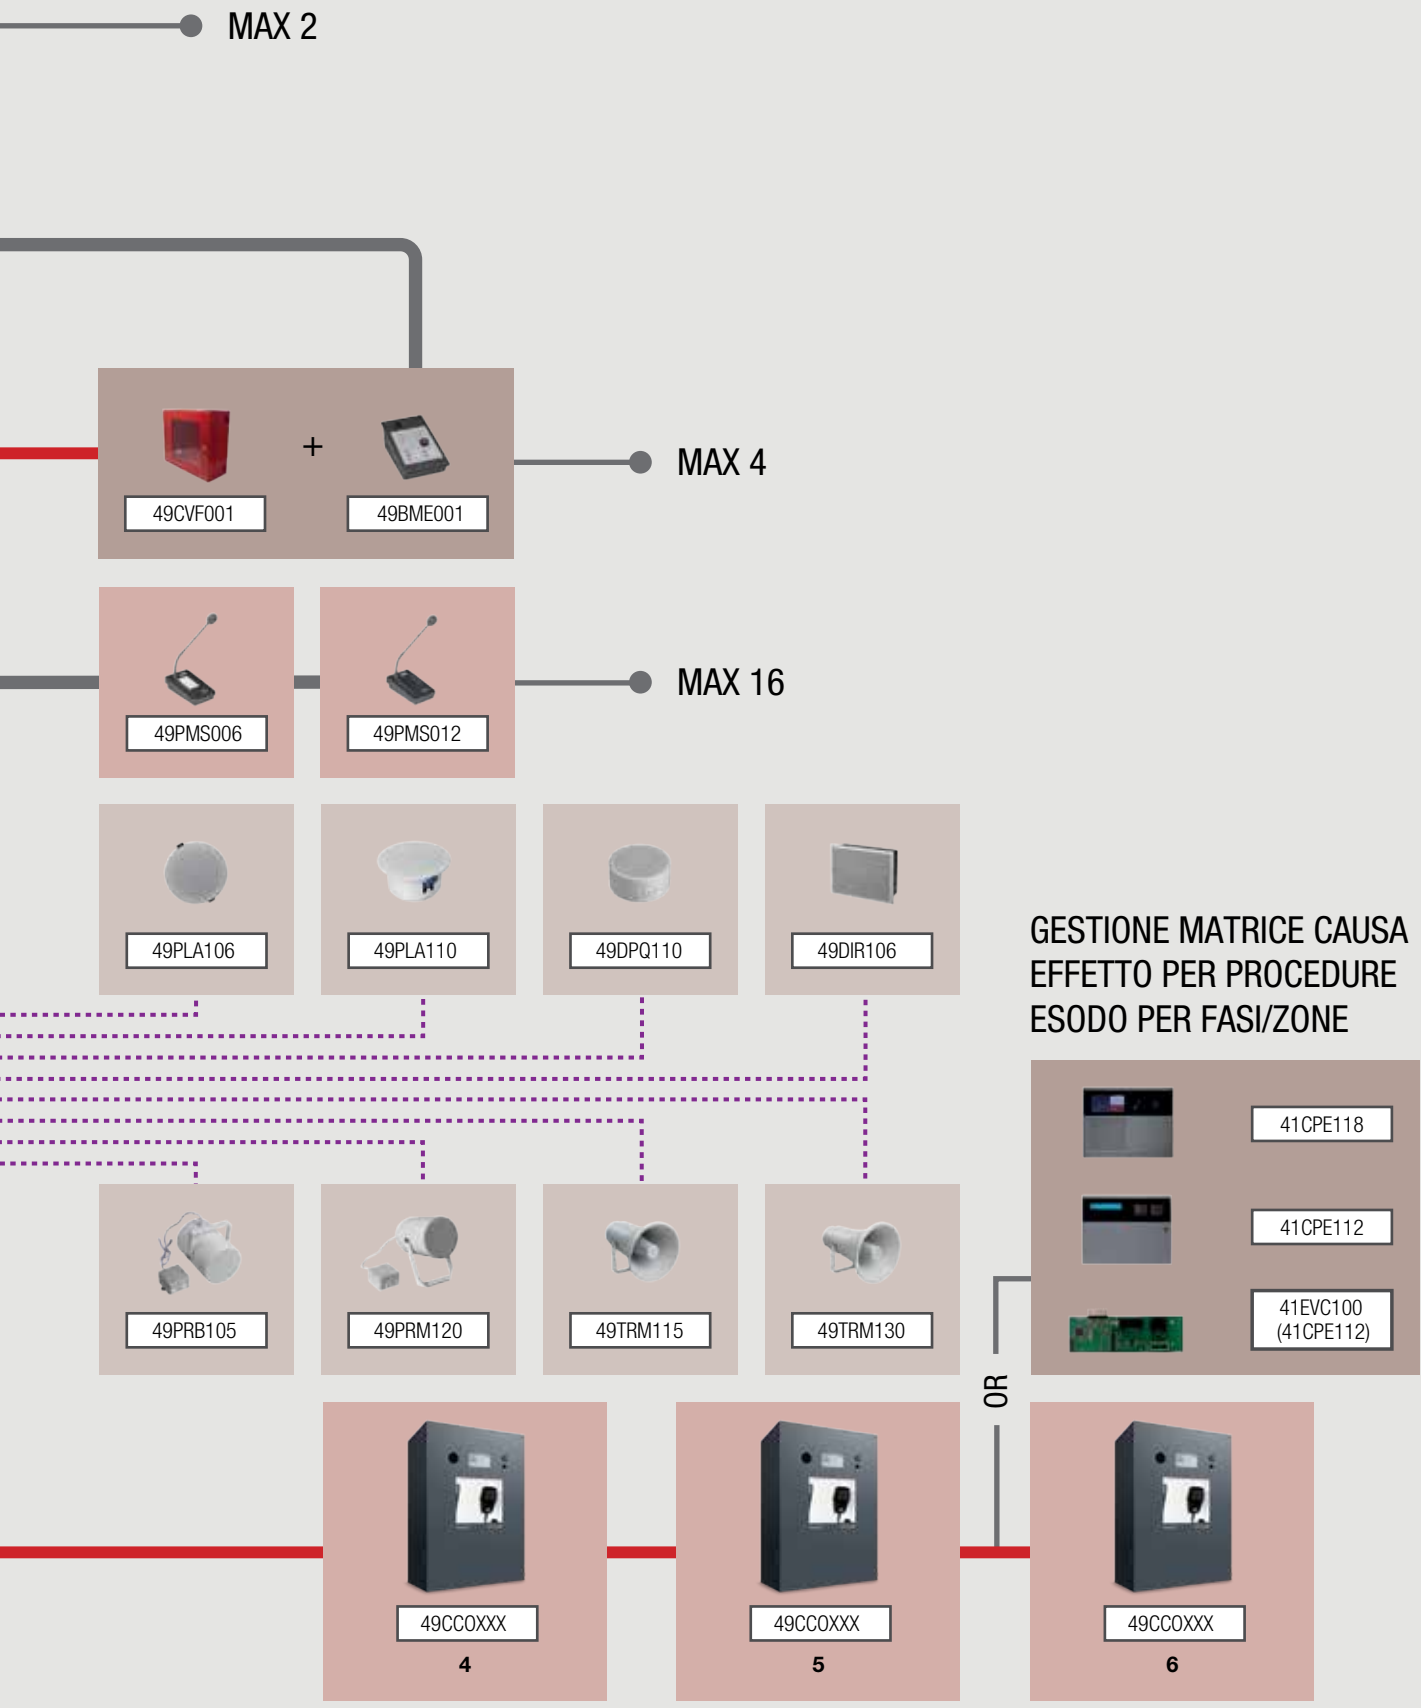 MAX 2
+
MAX 4
49CVF001
49BME001
MAX 16
49PMS006
49PMS012
49PLA106
49PLA110
49DPQ110
49DIR106
GESTIONE MATRICE CAUSA
EFFETTO PER PROCEDURE
ESODO PER FASI/ZONE
41CPE118
41CPE112
41EVC100
(41CPE112)
49PRB105
49PRM120
49TRM115
49TRM130
OR
49CCOXXX
49CCOXXX
49CCOXXX
4
5
6